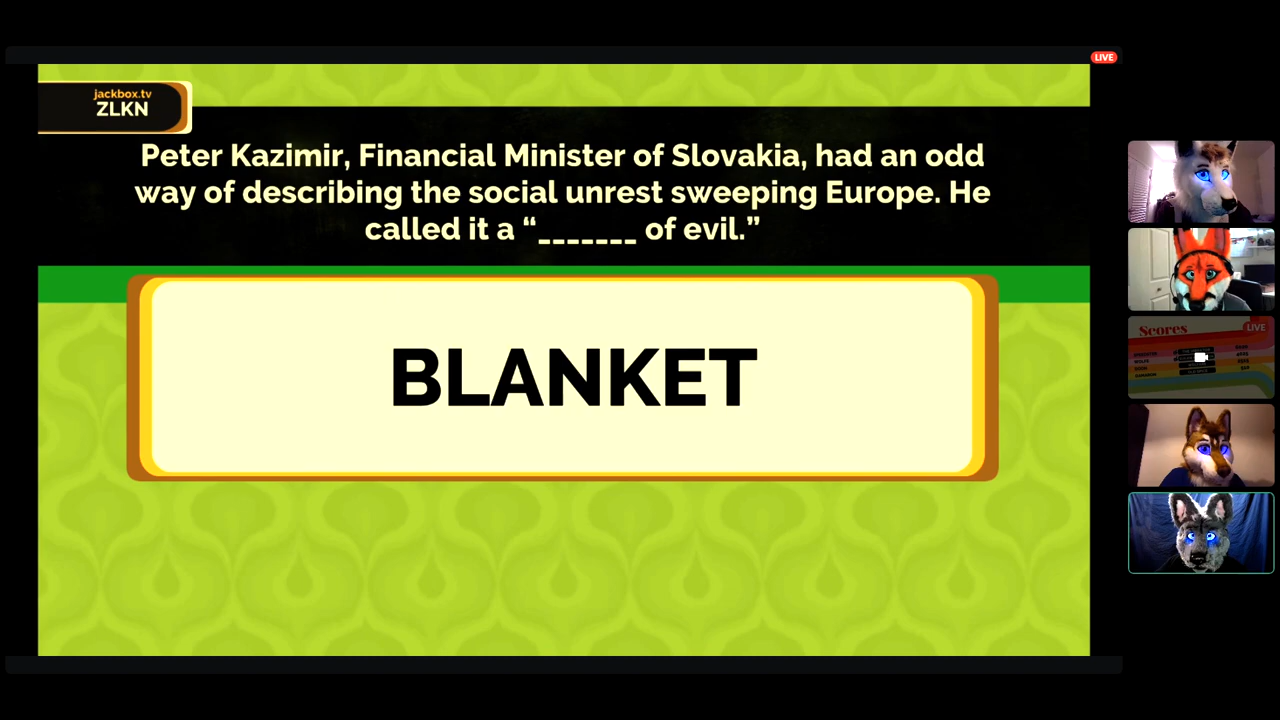 LIVE
jackbox.tv
ZLKN
Peter Kazimir, Financial Minister of Slovakia, had an odd
way of describing the social unrest sweeping Europe. He
called it a “_______ of evil.”
BLANKET
Scores
LIVE